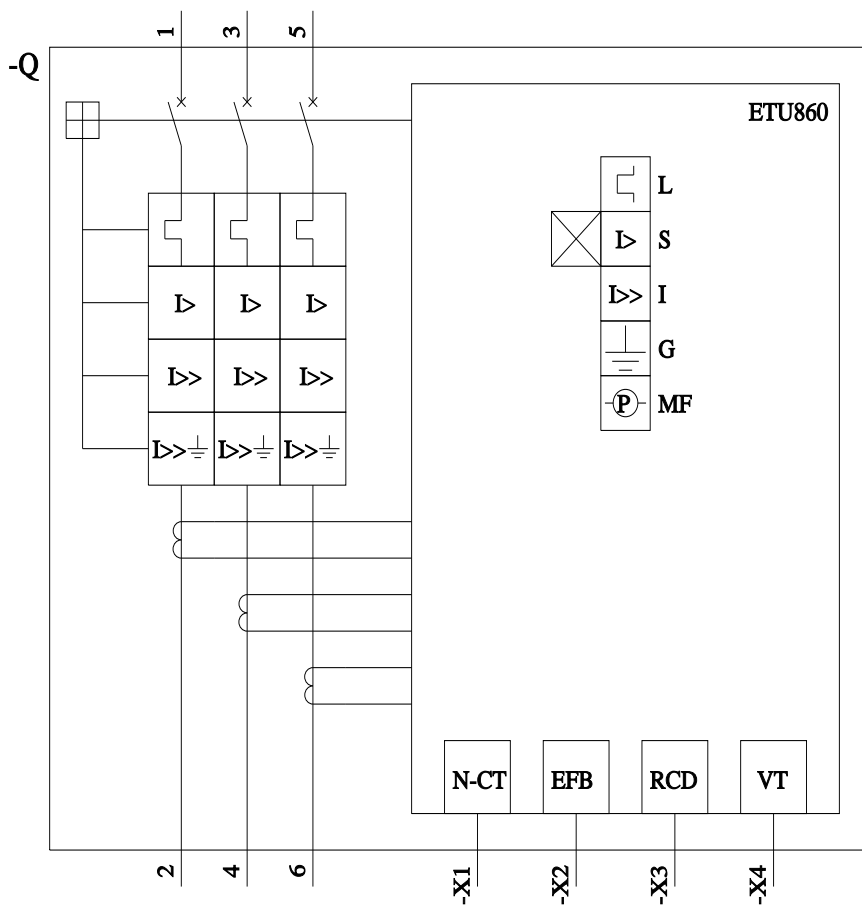 1 3 5
-Q
ETU860
L
I> S
I> I> I> I>> I
I>> I>> I>> G
P MF
I>> I>> I>>
N-CT EFB RCD VT
2 4 6 -X1 -X2 -X3 -X4